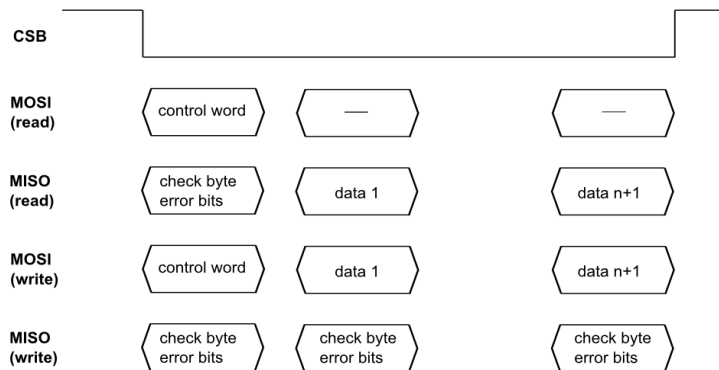 CSB
MOSI
(read)
control word
—
—
MISO
(read)
check byte
error bits
data 1
data n+1
MOSI
(write)
control word
data 1
data n+1
MISO
(write)
check byte
error bits
check byte
error bits
check byte
error bits